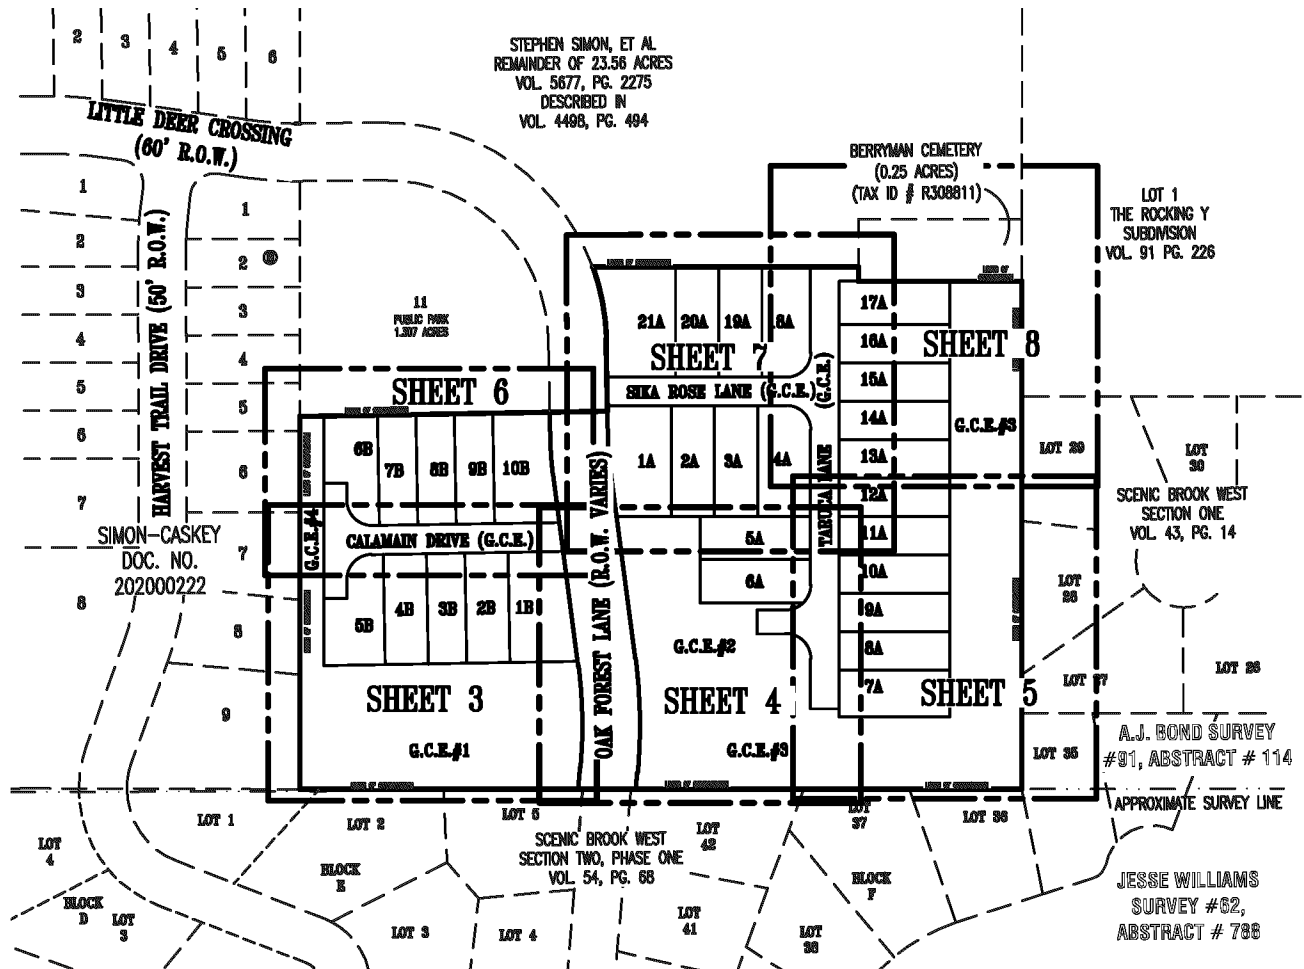 2
3
4
5
6
STEPHEN SIMON, ET AL
REMAINDER OF 23.56 ACRES
VOL. 5677, PG. 2275
DESCRIBED IN
VOL. 4498, PG. 494
LITTLE DEER CROSSING
(60' R.O.W.)
BERRYMAN CEMETERY
(0.25 ACRES)
(TAX ID # R308811)
LOT 1
THE ROCKING Y
SUBDIVISION
VOL. 91 PG. 226
1
2
3
4
5
6
7
8
HARVEST TRAIL DRIVE (50' R.O.W.)
1
2
3
4
5
6
7
8
9
11
PUBLIC PARK
1.307 ACRES
SIMON-CASKEY
DOC. NO.
202000222
SHEET 6
6B
7B
8B
9B
10B
G.C.E.#4
CALAMAIN DRIVE (G.C.E.)
5B
4B
3B
2B
1B
SHEET 3
G.C.E.#1
OAK FOREST LANE (R.O.W. VARIES)
21A
20A
19A
18A
SHEET 7
SIKA ROSE LANE (G.C.E.)
(G.C.E.)
TARUCA LANE
1A
2A
3A
4A
5A
6A
G.C.E.#2
SHEET 4
G.C.E.#3
17A
16A
15A
14A
13A
12A
11A
10A
9A
8A
7A
SHEET 8
G.C.E.#3
SHEET 5
LOT 29
LOT
30
SCENIC BROOK WEST
SECTION ONE
VOL. 43, PG. 14
LOT
28
LOT 27
LOT 26
LOT 35
A.J. BOND SURVEY
#91, ABSTRACT # 114
APPROXIMATE SURVEY LINE
JESSE WILLIAMS
SURVEY #62,
ABSTRACT # 788
LOT 1
LOT 2
LOT 5
LOT
4
BLOCK
D
LOT
3
BLOCK
E
LOT 3
LOT 4
SCENIC BROOK WEST
SECTION TWO, PHASE ONE
VOL. 54, PG. 68
LOT
42
LOT
41
LOT
37
LOT
38
BLOCK
F
LOT 36